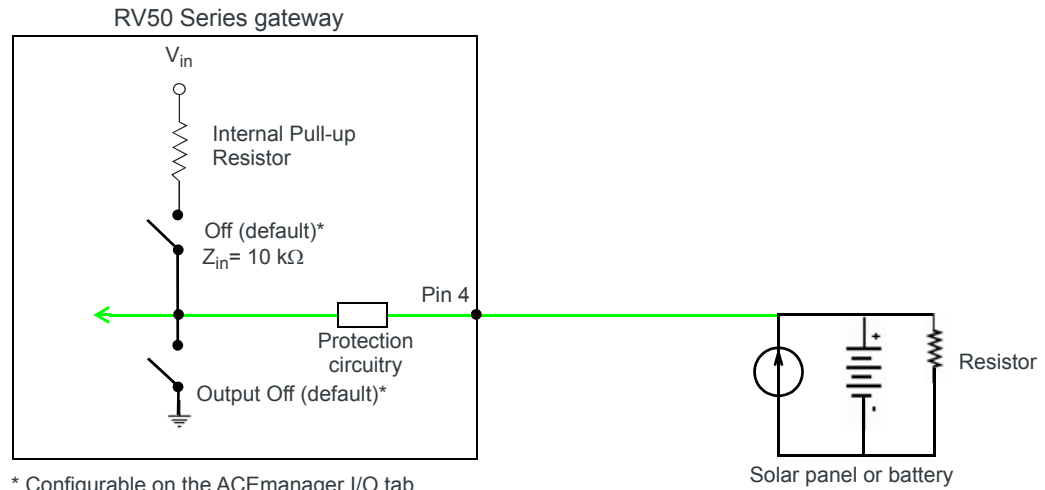 RV50 Series gateway
Vin
Internal Pull-up
Resistor
Off (default)*
Zin= 10 kΩ
Pin 4
Protection
circuitry
Output Off (default)*
+
-
Resistor
Solar panel or battery
* Configurable on the ACEmanager I/O tab